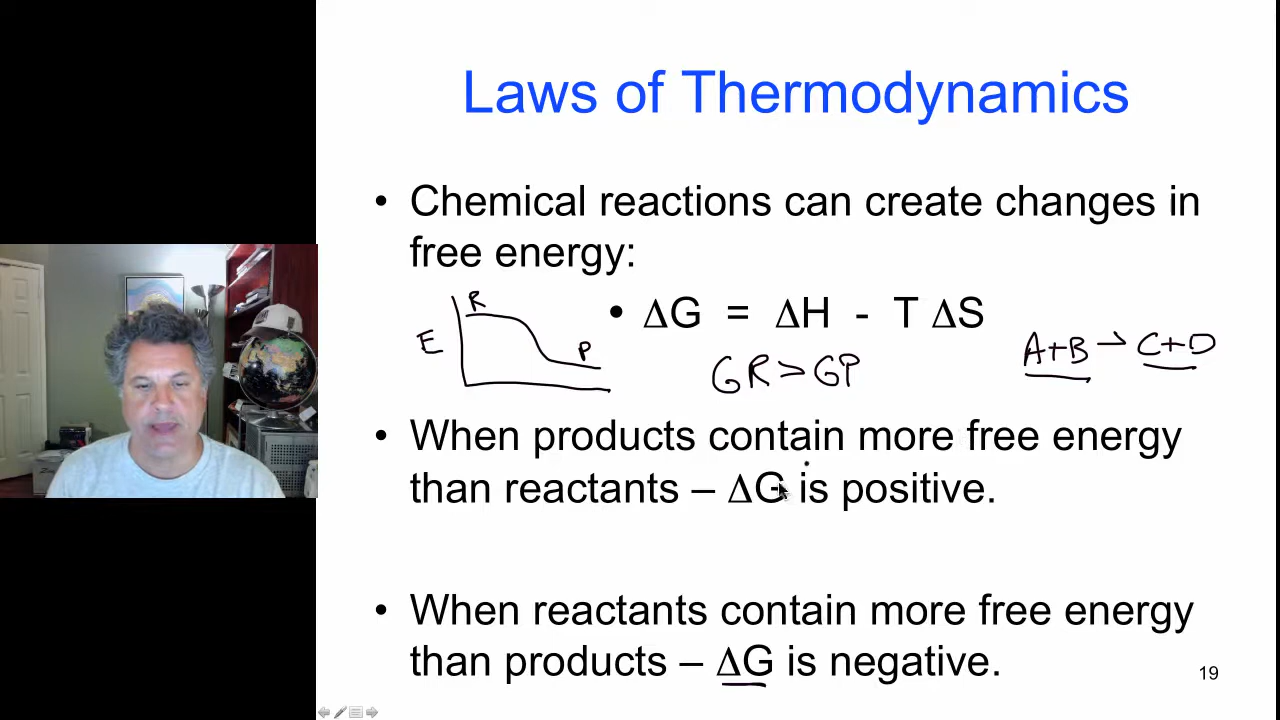 Laws of Thermodynamics
• Chemical reactions can create changes in
free energy:
R
E
P
• ΔG = ΔH - T ΔS
A+B → C+D
GR > GP
• When products contain more free energy
than reactants – ΔG is positive.
• When reactants contain more free energy
than products – ΔG is negative.
19